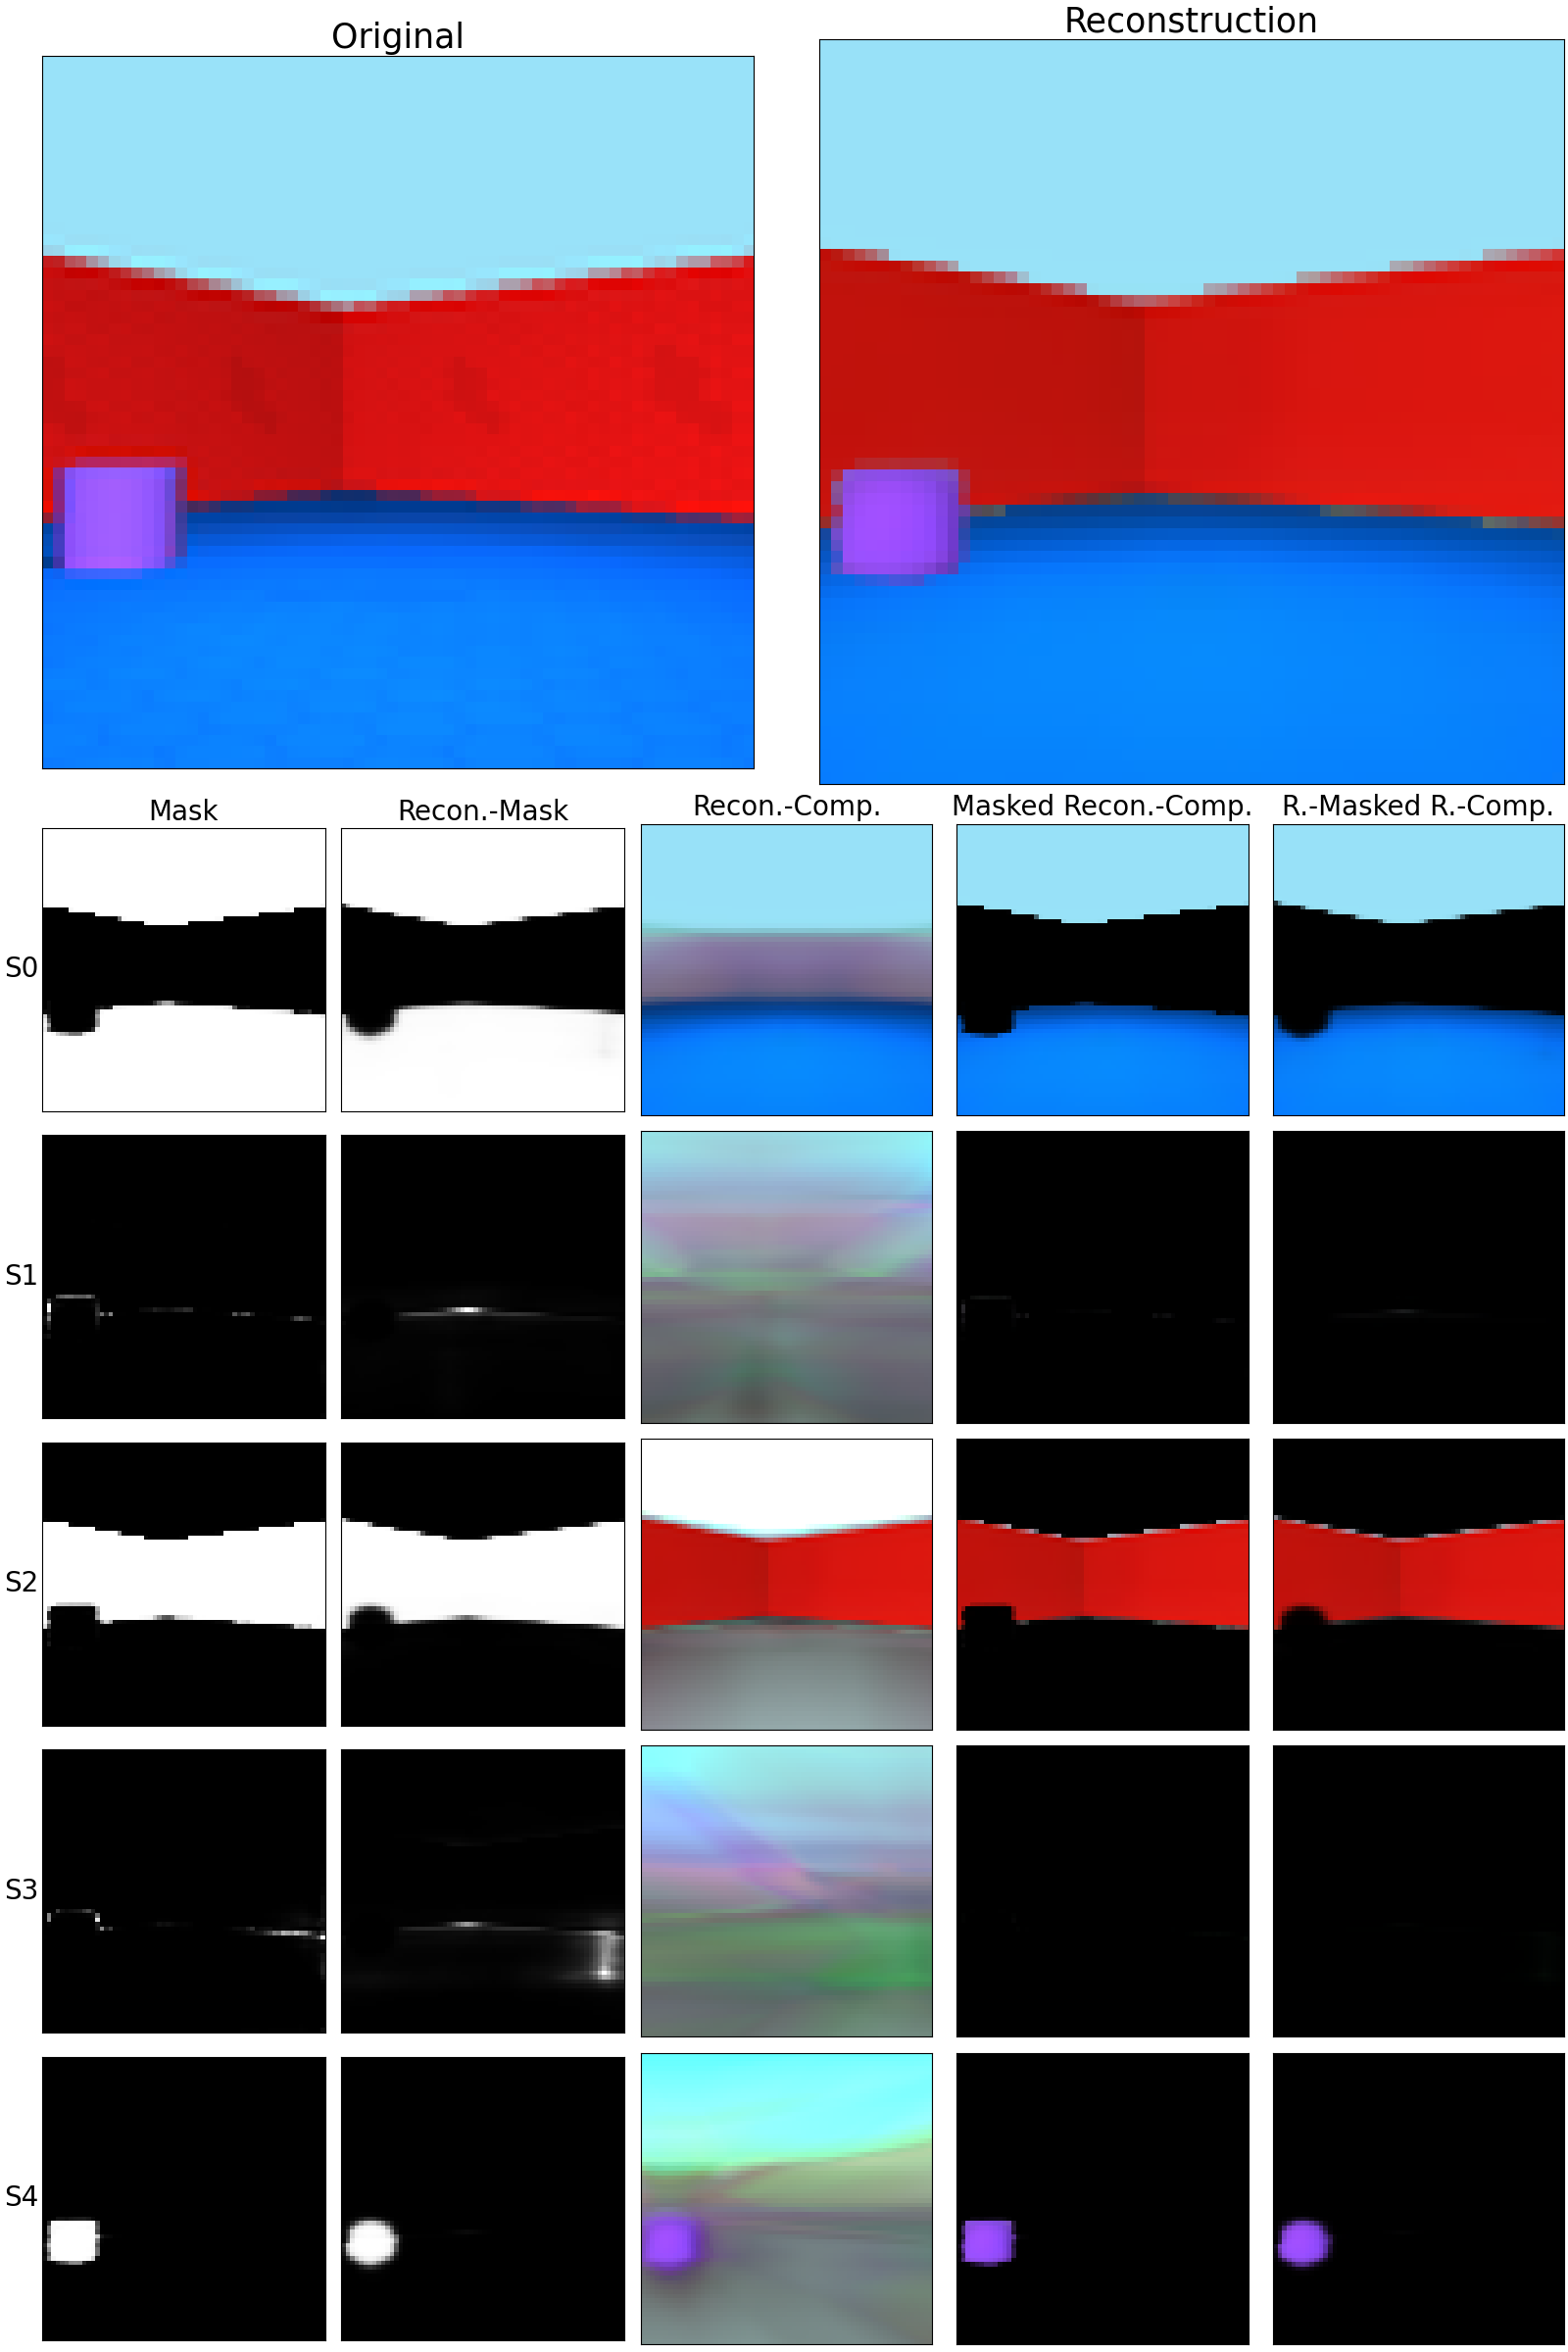 Original
Reconstruction
Mask
Recon.-Mask
Recon.-Comp.
Masked Recon.-Comp.
R.-Masked R.-Comp.
S0
S1
S2
S3
S4